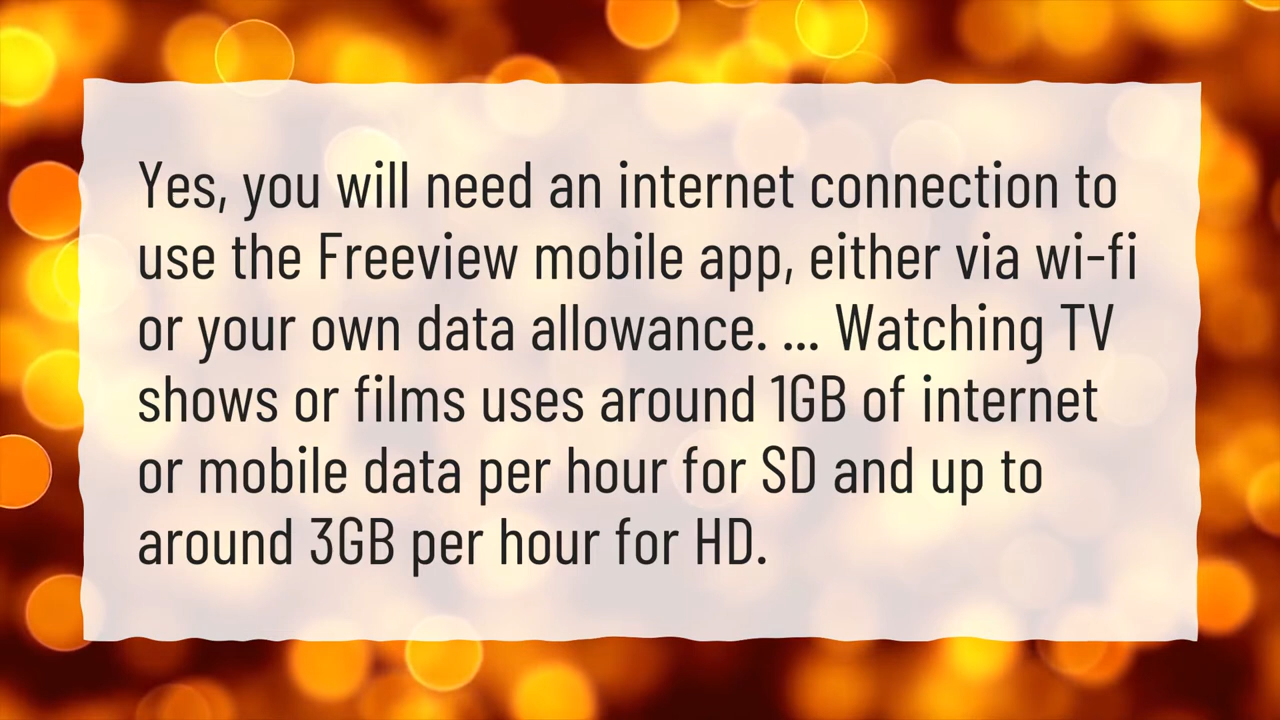 Yes, you will need an internet connection to
use the Freeview mobile app, either via wi-fi
or your own data allowance. ... Watching TV
shows or films uses around 1GB of internet
or mobile data per hour for SD and up to
around 3GB per hour for HD.